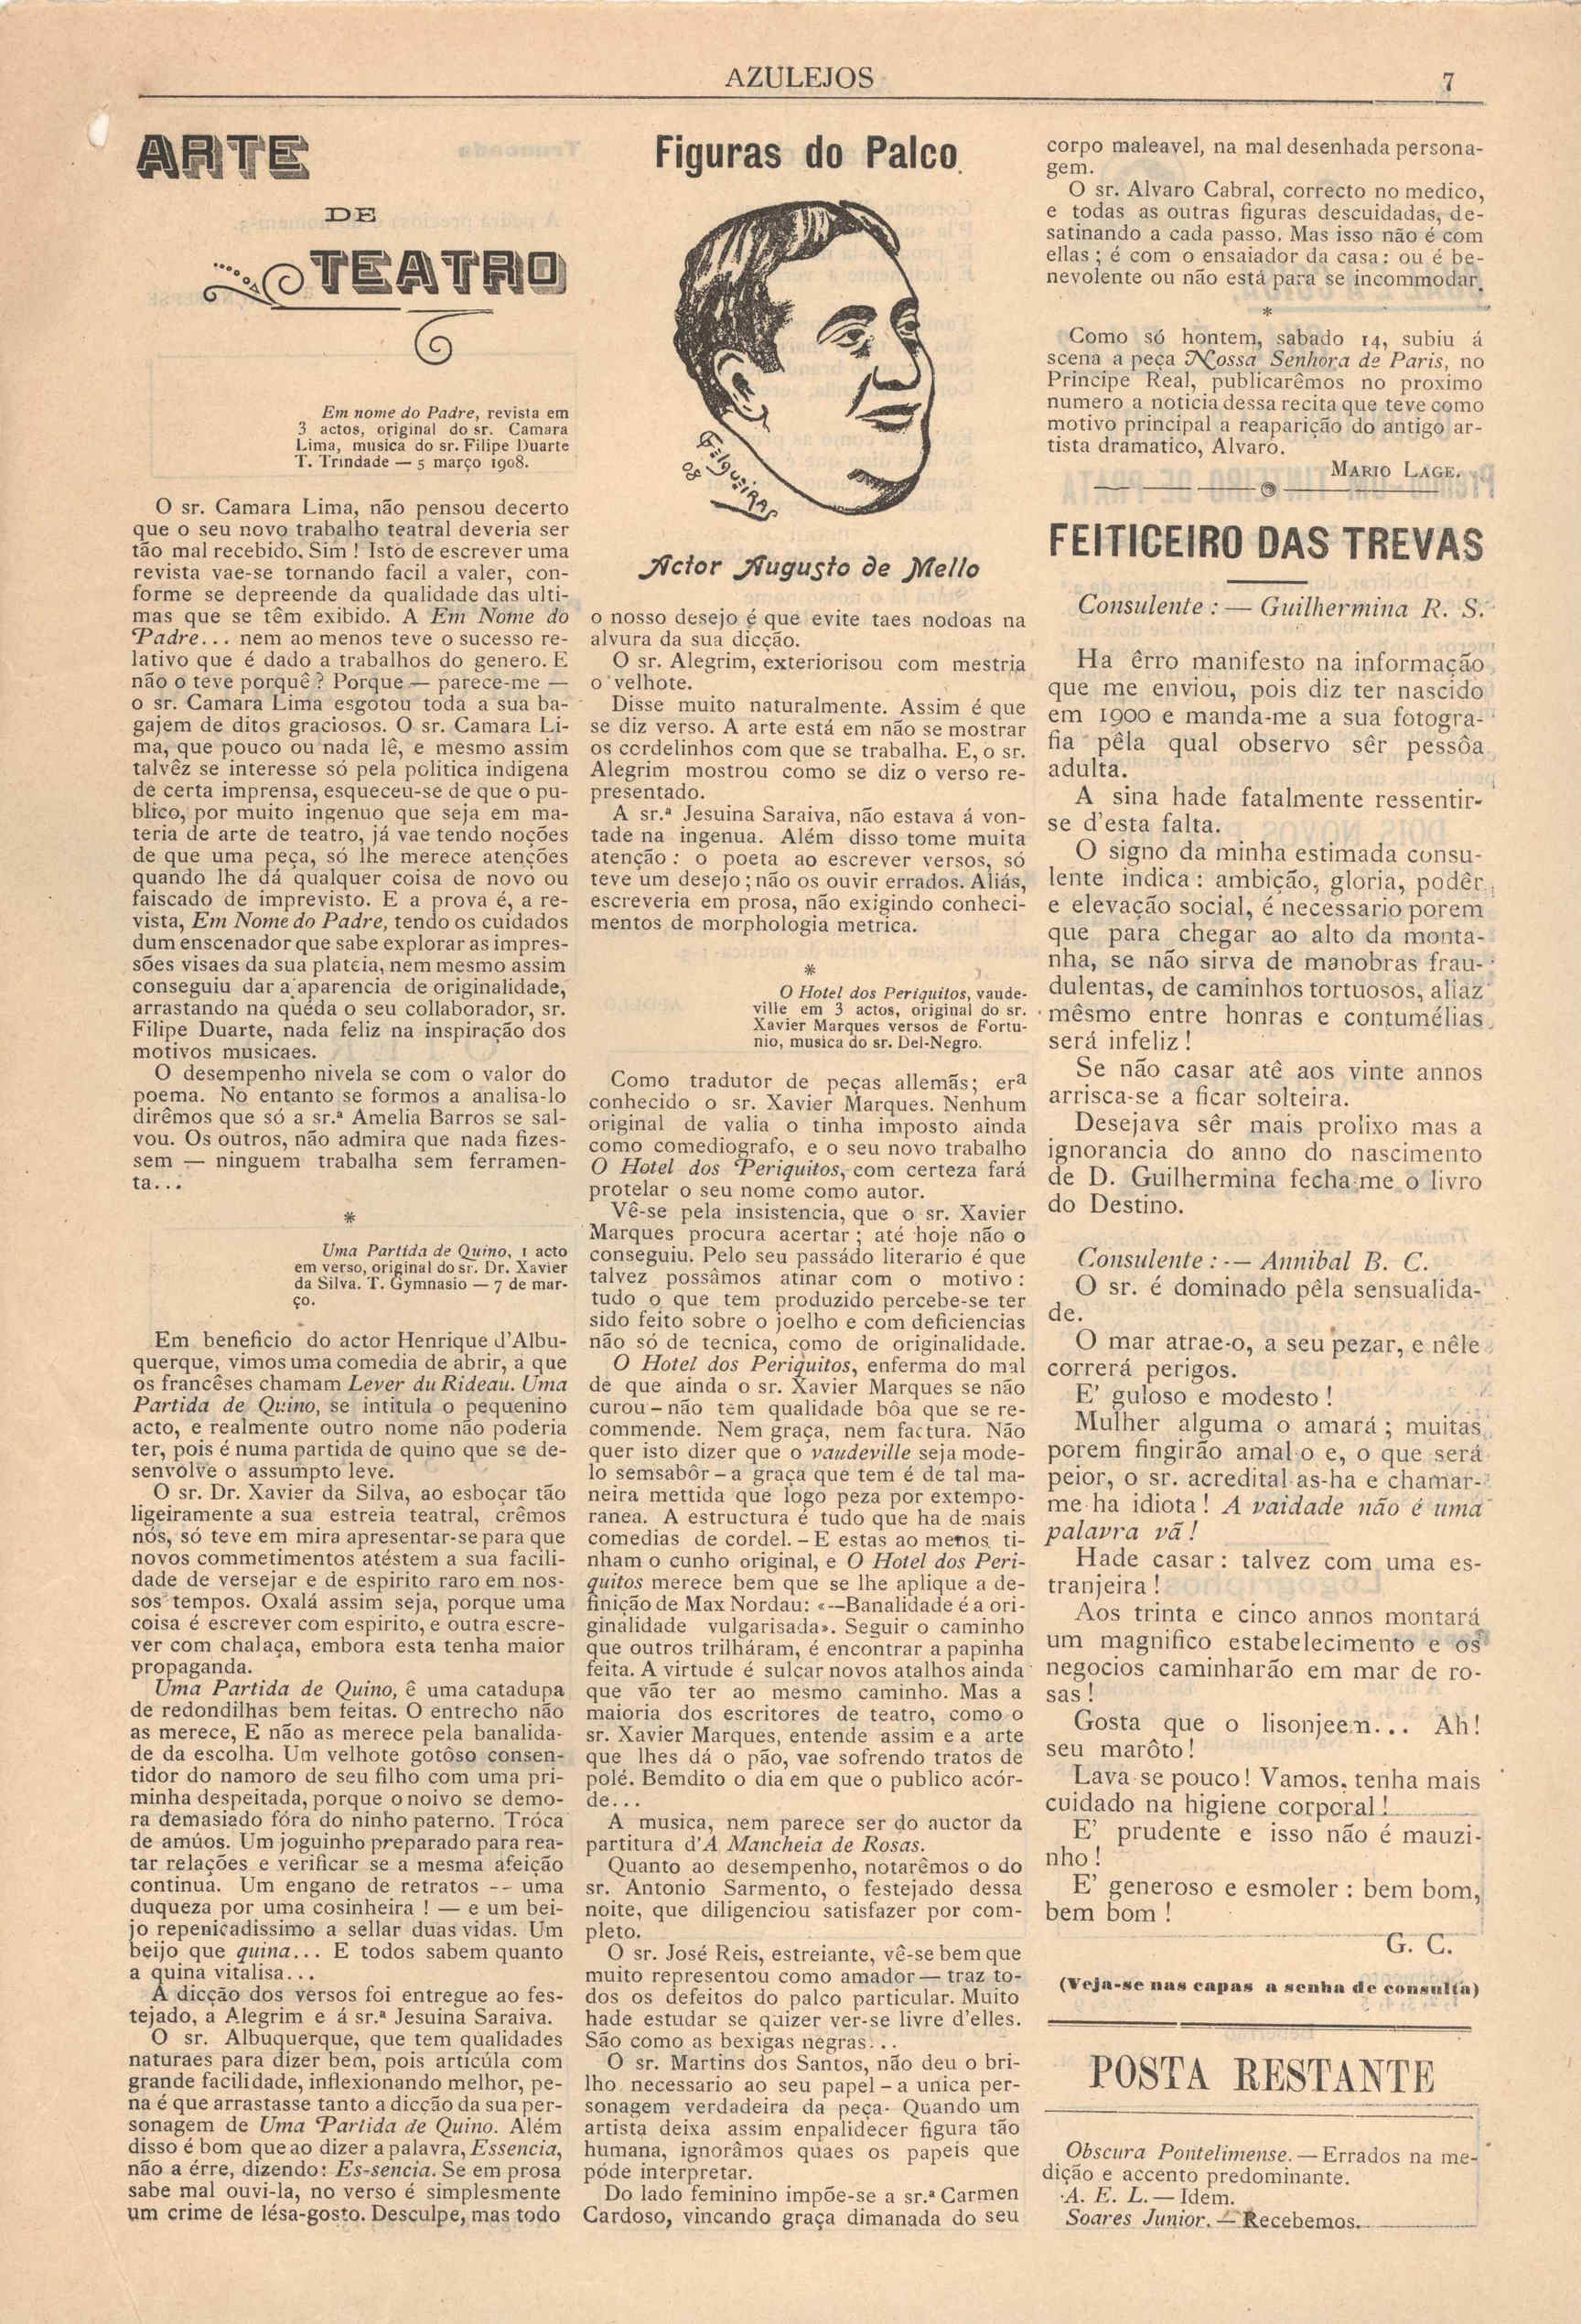 AZULEJOS 7
ARTE
DE
TEATRO
Em nome do Padre, revista em
3 actos, original do sr. Camara
Lima, musica do sr. Filipe Duarte
T. Trindade — 5 março 1908.
O sr. Camara Lima, não pensou decerto
que o seu novo trabalho teatral deveria ser
tão mal recebido. Sim ! Isto de escrever uma
revista vae-se tornando facil a valer, con-
forme se depreende da qualidade das ulti-
mas que se têm exibido. A Em Nome do
Padre... nem ao menos teve o sucesso re-
lativo que é dado a trabalhos do genero. E
não o teve porquê ? Porque — parece-me —
o sr. Camara Lima esgotou toda a sua ba-
gajem de ditos graciosos. O sr. Camara Li-
ma, que pouco ou nada lê, e mesmo assim
talvêz se interesse só pela politica indigena
de certa imprensa, esqueceu-se de que o pu-
blico, por muito ingenuo que seja em ma-
teria de arte de teatro, já vae tendo noções
de que uma peça, só lhe merece atenções
quando lhe dá qualquer coisa de novo ou
faiscado de imprevisto. E a prova é, a re-
vista, Em Nome do Padre, tendo os cuidados
dum enscenador que sabe explorar as impres-
sões visaes da sua plateia, nem mesmo assim
conseguiu dar a aparencia de originalidade,
arrastando na quéda o seu collaborador, sr.
Filipe Duarte, nada feliz na inspiração dos
motivos musicaes.
O desempenho nivela se com o valor do
poema. No entanto se formos a analisa-lo
dirêmos que só a sr.ª Amelia Barros se sal-
vou. Os outros, não admira que nada fizes-
sem — ninguem trabalha sem ferramen-
ta...
*
Uma Partida de Quino, 1 acto
em verso, original do sr. Dr. Xavier
da Silva. T. Gymnasio — 7 de mar-
ço.
Em beneficio do actor Henrique d'Albu-
querque, vimos uma comedia de abrir, a que
os francêses chamam Lever du Rideau. Uma
Partida de Quino, se intitula o pequenino
acto, e realmente outro nome não poderia
ter, pois é numa partida de quino que se de-
senvolve o assumpto leve.
O sr. Dr. Xavier da Silva, ao esboçar tão
ligeiramente a sua estreia teatral, crêmos
nós, só teve em mira apresentar-se para que
novos commetimentos atéstem a sua facili-
dade de versejar e de espirito raro em nos-
sos tempos. Oxalá assim seja, porque uma
coisa é escrever com espirito, e outra escre-
ver com chalaça, embora esta tenha maior
propaganda.
Uma Partida de Quino, ê uma catadupa
de redondilhas bem feitas. O entrecho não
as merece, E não as merece pela banalida-
de da escolha. Um velhote gotôso consen-
tidor do namoro de seu filho com uma pri-
minha despeitada, porque o noivo se demo-
ra demasiado fóra do ninho paterno. Tróca
de amúos. Um joguinho preparado para rea-
tar relações e verificar se a mesma afeição
continua. Um engano de retratos -- uma
duqueza por uma cosinheira ! — e um bei-
jo repenicadissimo a sellar duas vidas. Um
beijo que quina... E todos sabem quanto
a quina vitalisa...
A dicção dos versos foi entregue ao fes-
tejado, a Alegrim e á sr.ª Jesuina Saraiva.
O sr. Albuquerque, que tem qualidades
naturaes para dizer bem, pois articúla com
grande facilidade, inflexionando melhor, pe-
na é que arrastasse tanto a dicção da sua per-
sonagem de Uma Partida de Quino. Além
disso é bom que ao dizer a palavra, Essencia,
não a érre, dizendo: Es-sencia. Se em prosa
sabe mal ouvi-la, no verso é simplesmente
um crime de lésa-gosto. Desculpe, mas todo
Figuras do Palco
Felgueiras
08
Actor Augusto de Mello
o nosso desejo é que evite taes nodoas na
alvura da sua dicção.
O sr. Alegrim, exteriorisou com mestria
o velhote.
Disse muito naturalmente. Assim é que
se diz verso. A arte está em não se mostrar
os cordelinhos com que se trabalha. E, o sr.
Alegrim mostrou como se diz o verso re-
presentado.
A sr.ª Jesuina Saraiva, não estava á von-
tade na ingenua. Além disso tome muita
atenção : o poeta ao escrever versos, só
teve um desejo ; não os ouvir errados. Aliás,
escreveria em prosa, não exigindo conheci-
mentos de morphologia metrica.
*
O Hotel dos Periquitos, vaude-
ville em 3 actos, original do sr.
Xavier Marques versos de Fortu-
nio, musica do sr. Del-Negro.
Como tradutor de peças allemãs; era
conhecido o sr. Xavier Marques. Nenhum
original de valia o tinha imposto ainda
como comediografo, e o seu novo trabalho
O Hotel dos Periquitos, com certeza fará
protelar o seu nome como autor.
Vê-se pela insistencia, que o sr. Xavier
Marques procura acertar ; até hoje não o
conseguiu. Pelo seu passádo literario é que
talvez possâmos atinar com o motivo :
tudo o que tem produzido percebe-se ter
sido feito sobre o joelho e com deficiencias
não só de tecnica, como de originalidade.
O Hotel dos Periquitos, enferma do mal
de que ainda o sr. Xavier Marques se não
curou – não tem qualidade bôa que se re-
commende. Nem graça, nem factura. Não
quer isto dizer que o vaudeville seja mode-
lo semsabôr – a graça que tem é de tal ma-
neira mettida que logo peza por extempo-
ranea. A estructura é tudo que ha de mais
comedias de cordel. – E estas ao menos ti-
nham o cunho original, e O Hotel dos Peri-
quitos merece bem que se lhe aplique a de-
finição de Max Nordau: «—Banalidade é a ori-
ginalidade vulgarisada». Seguir o caminho
que outros trilháram, é encontrar a papinha
feita. A virtude é sulcar novos atalhos ainda
que vão ter ao mesmo caminho. Mas a
maioria dos escritores de teatro, como o
sr. Xavier Marques, entende assim e a arte
que lhes dá o pão, vae sofrendo tratos de
polé. Bemdito o dia em que o publico acór-
de...
A musica, nem parece ser do auctor da
partitura d'A Mancheia de Rosas.
Quanto ao desempenho, notarêmos o do
sr. Antonio Sarmento, o festejado dessa
noite, que diligenciou satisfazer por com-
pleto.
O sr. José Reis, estreiante, vê-se bem que
muito representou como amador — traz to-
dos os defeitos do palco particular. Muito
hade estudar se quizer ver-se livre d'elles.
São como as bexigas negras...
O sr. Martins dos Santos, não deu o bri-
lho necessario ao seu papel – a unica per-
sonagem verdadeira da peça. Quando um
artista deixa assim enpalidecer figura tão
humana, ignorâmos quaes os papeis que
póde interpretar.
Do lado feminino impõe-se a sr.ª Carmen
Cardoso, vincando graça dimanada do seu
corpo maleavel, na mal desenhada persona-
gem.
O sr. Alvaro Cabral, correcto no medico,
e todas as outras figuras descuidadas, de-
satinando a cada passo. Mas isso não é com
ellas ; é com o ensaiador da casa : ou é be-
nevolente ou não está para se incommodar.
*
Como só hontem, sabado 14, subiu á
scena a peça Nossa Senhora de Paris, no
Principe Real, publicarêmos no proximo
numero a noticia dessa recita que teve como
motivo principal a reaparição do antigo ar-
tista dramatico, Alvaro.
MARIO LAGE.
FEITICEIRO DAS TREVAS
Consulente : — Guilhermina R. S.
Ha êrro manifesto na informação
que me enviou, pois diz ter nascido
em 1900 e manda-me a sua fotogra-
fia pêla qual observo sêr pessôa
adulta.
A sina hade fatalmente ressentir-
se d'esta falta.
O signo da minha estimada consu-
lente indica : ambição, gloria, podêr
e elevação social, é necessario porem
que para chegar ao alto da monta-
nha, se não sirva de manobras frau-
dulentas, de caminhos tortuosos, aliaz
mêsmo entre honras e contumélias
será infeliz !
Se não casar atê aos vinte annos
arrisca-se a ficar solteira.
Desejava sêr mais prolixo mas a
ignorancia do anno do nascimento
de D. Guilhermina fecha-me o livro
do Destino.
Consulente : — Annibal B. C.
O sr. é dominado pêla sensualida-
de.
O mar atrae-o, a seu pezar, e nêle
correrá perigos.
E' guloso e modesto !
Mulher alguma o amará ; muitas
porem fingirão amal-o e, o que será
peior, o sr. acredital-as-ha e chamar-
me-ha idiota ! A vaidade não é uma
palavra vã !
Hade casar : talvez com uma es-
tranjeira !
Aos trinta e cinco annos montará
um magnifico estabelecimento e os
negocios caminharão em mar de ro-
sas !
Gosta que o lisonjeem... Ah!
seu marôto !
Lava-se pouco ! Vamos, tenha mais
cuidado na higiene corporal !
E' prudente e isso não é mauzi-
nho !
E' generoso e esmoler : bem bom,
bem bom !
G. C.
(Veja-se nas capas a senha de consulta)
POSTA RESTANTE
Obscura Pontelimense. — Errados na me-
dição e accento predominante.
A. E. L. — Idem.
Soares Junior. — Recebemos.